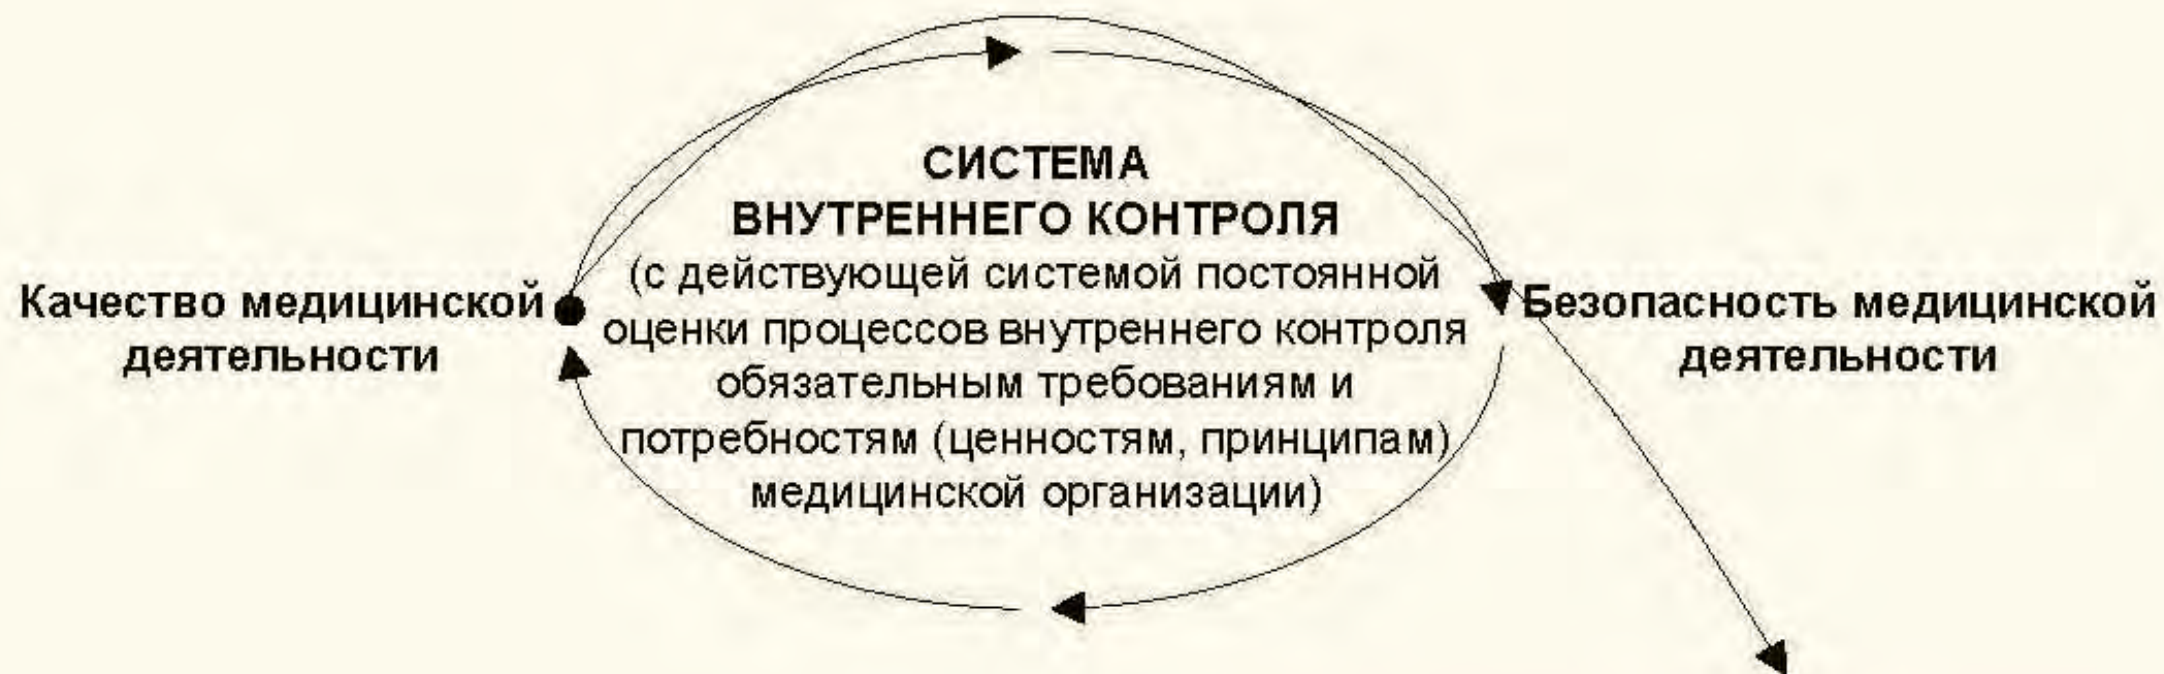 СИСТЕМА
ВНУТРЕННЕГО КОНТРОЛЯ
(с действующей системой постоянной
оценки процессов внутреннего контроля
обязательным требованиям и
потребностям (ценностям, принципам)
медицинской организации)
Качество медицинской
деятельности
Безопасность медицинской
деятельности